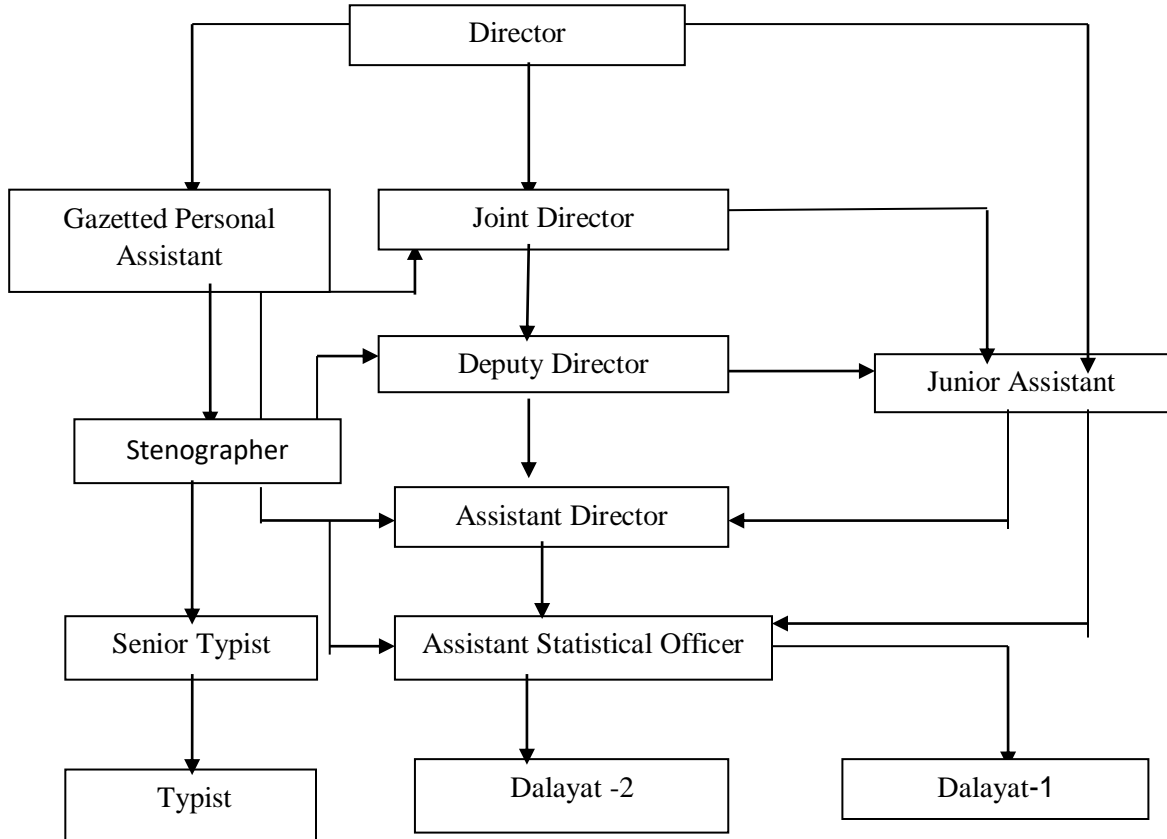 Director
Gazetted Personal
Assistant
Joint Director
Deputy Director
Junior Assistant
Stenographer
Assistant Director
Senior Typist
Assistant Statistical Officer
Typist
Dalayat -2
Dalayat-1